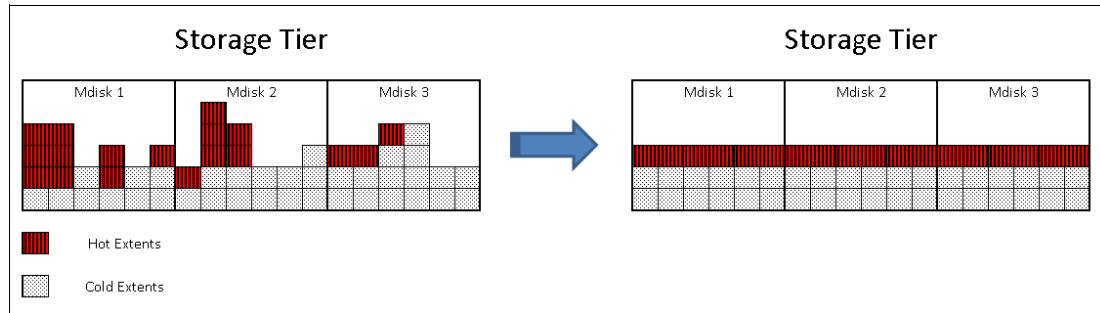 Storage Tier
Mdisk 1
Mdisk 2
Mdisk 3
Hot Extents
Cold Extents
Storage Tier
Mdisk 1
Mdisk 2
Mdisk 3